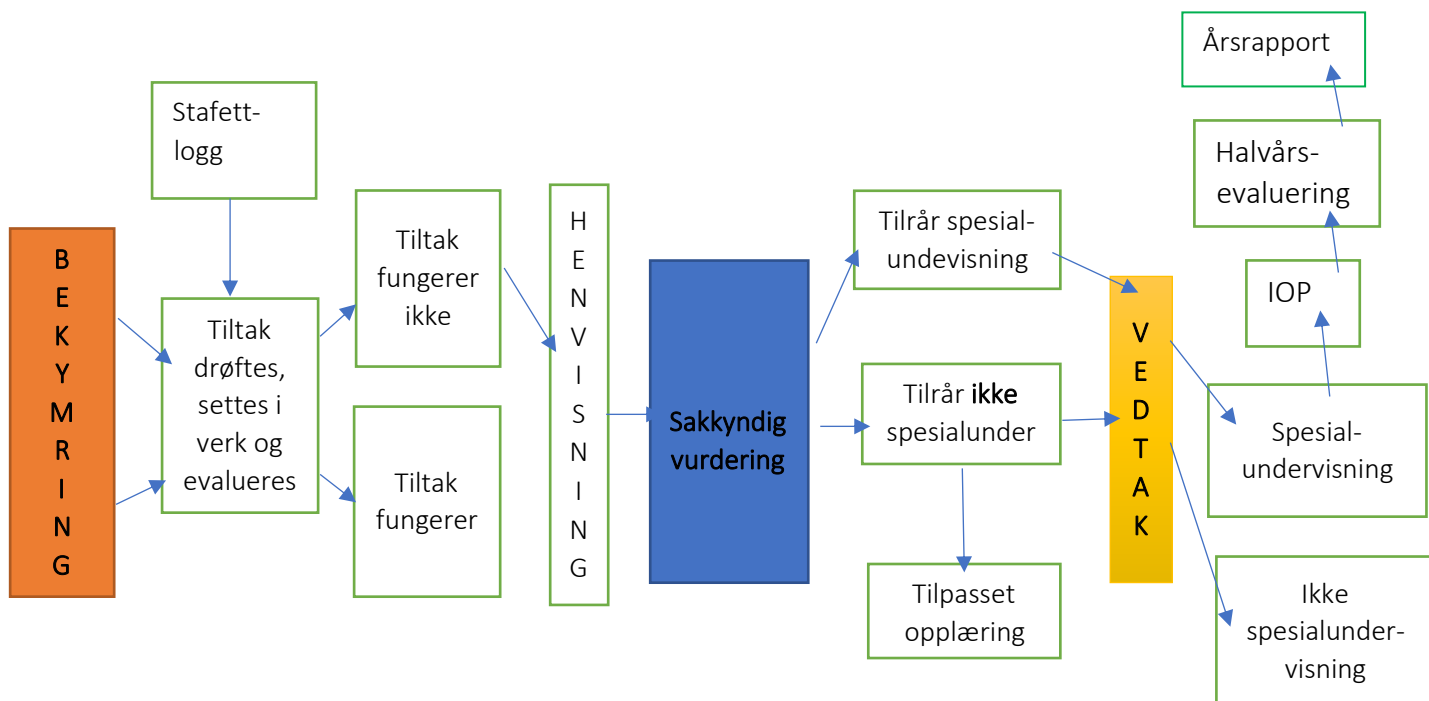 B
E
K
Y
M
R
I
N
G
Stafett-
logg
Tiltak
drøftes,
settes i
verk og
evalueres
Tiltak
fungerer
ikke
Tiltak
fungerer
H
E
N
V
I
S
N
I
N
G
Sakkyndig
vurdering
Tilrår spesial-
undevisning
Tilrår ikke
spesialunder
Tilpasset
opplæring
V
E
D
T
A
K
Årsrapport
Halvårs-
evaluering
IOP
Spesial-
undervisning
Ikke
spesialunder-
visning